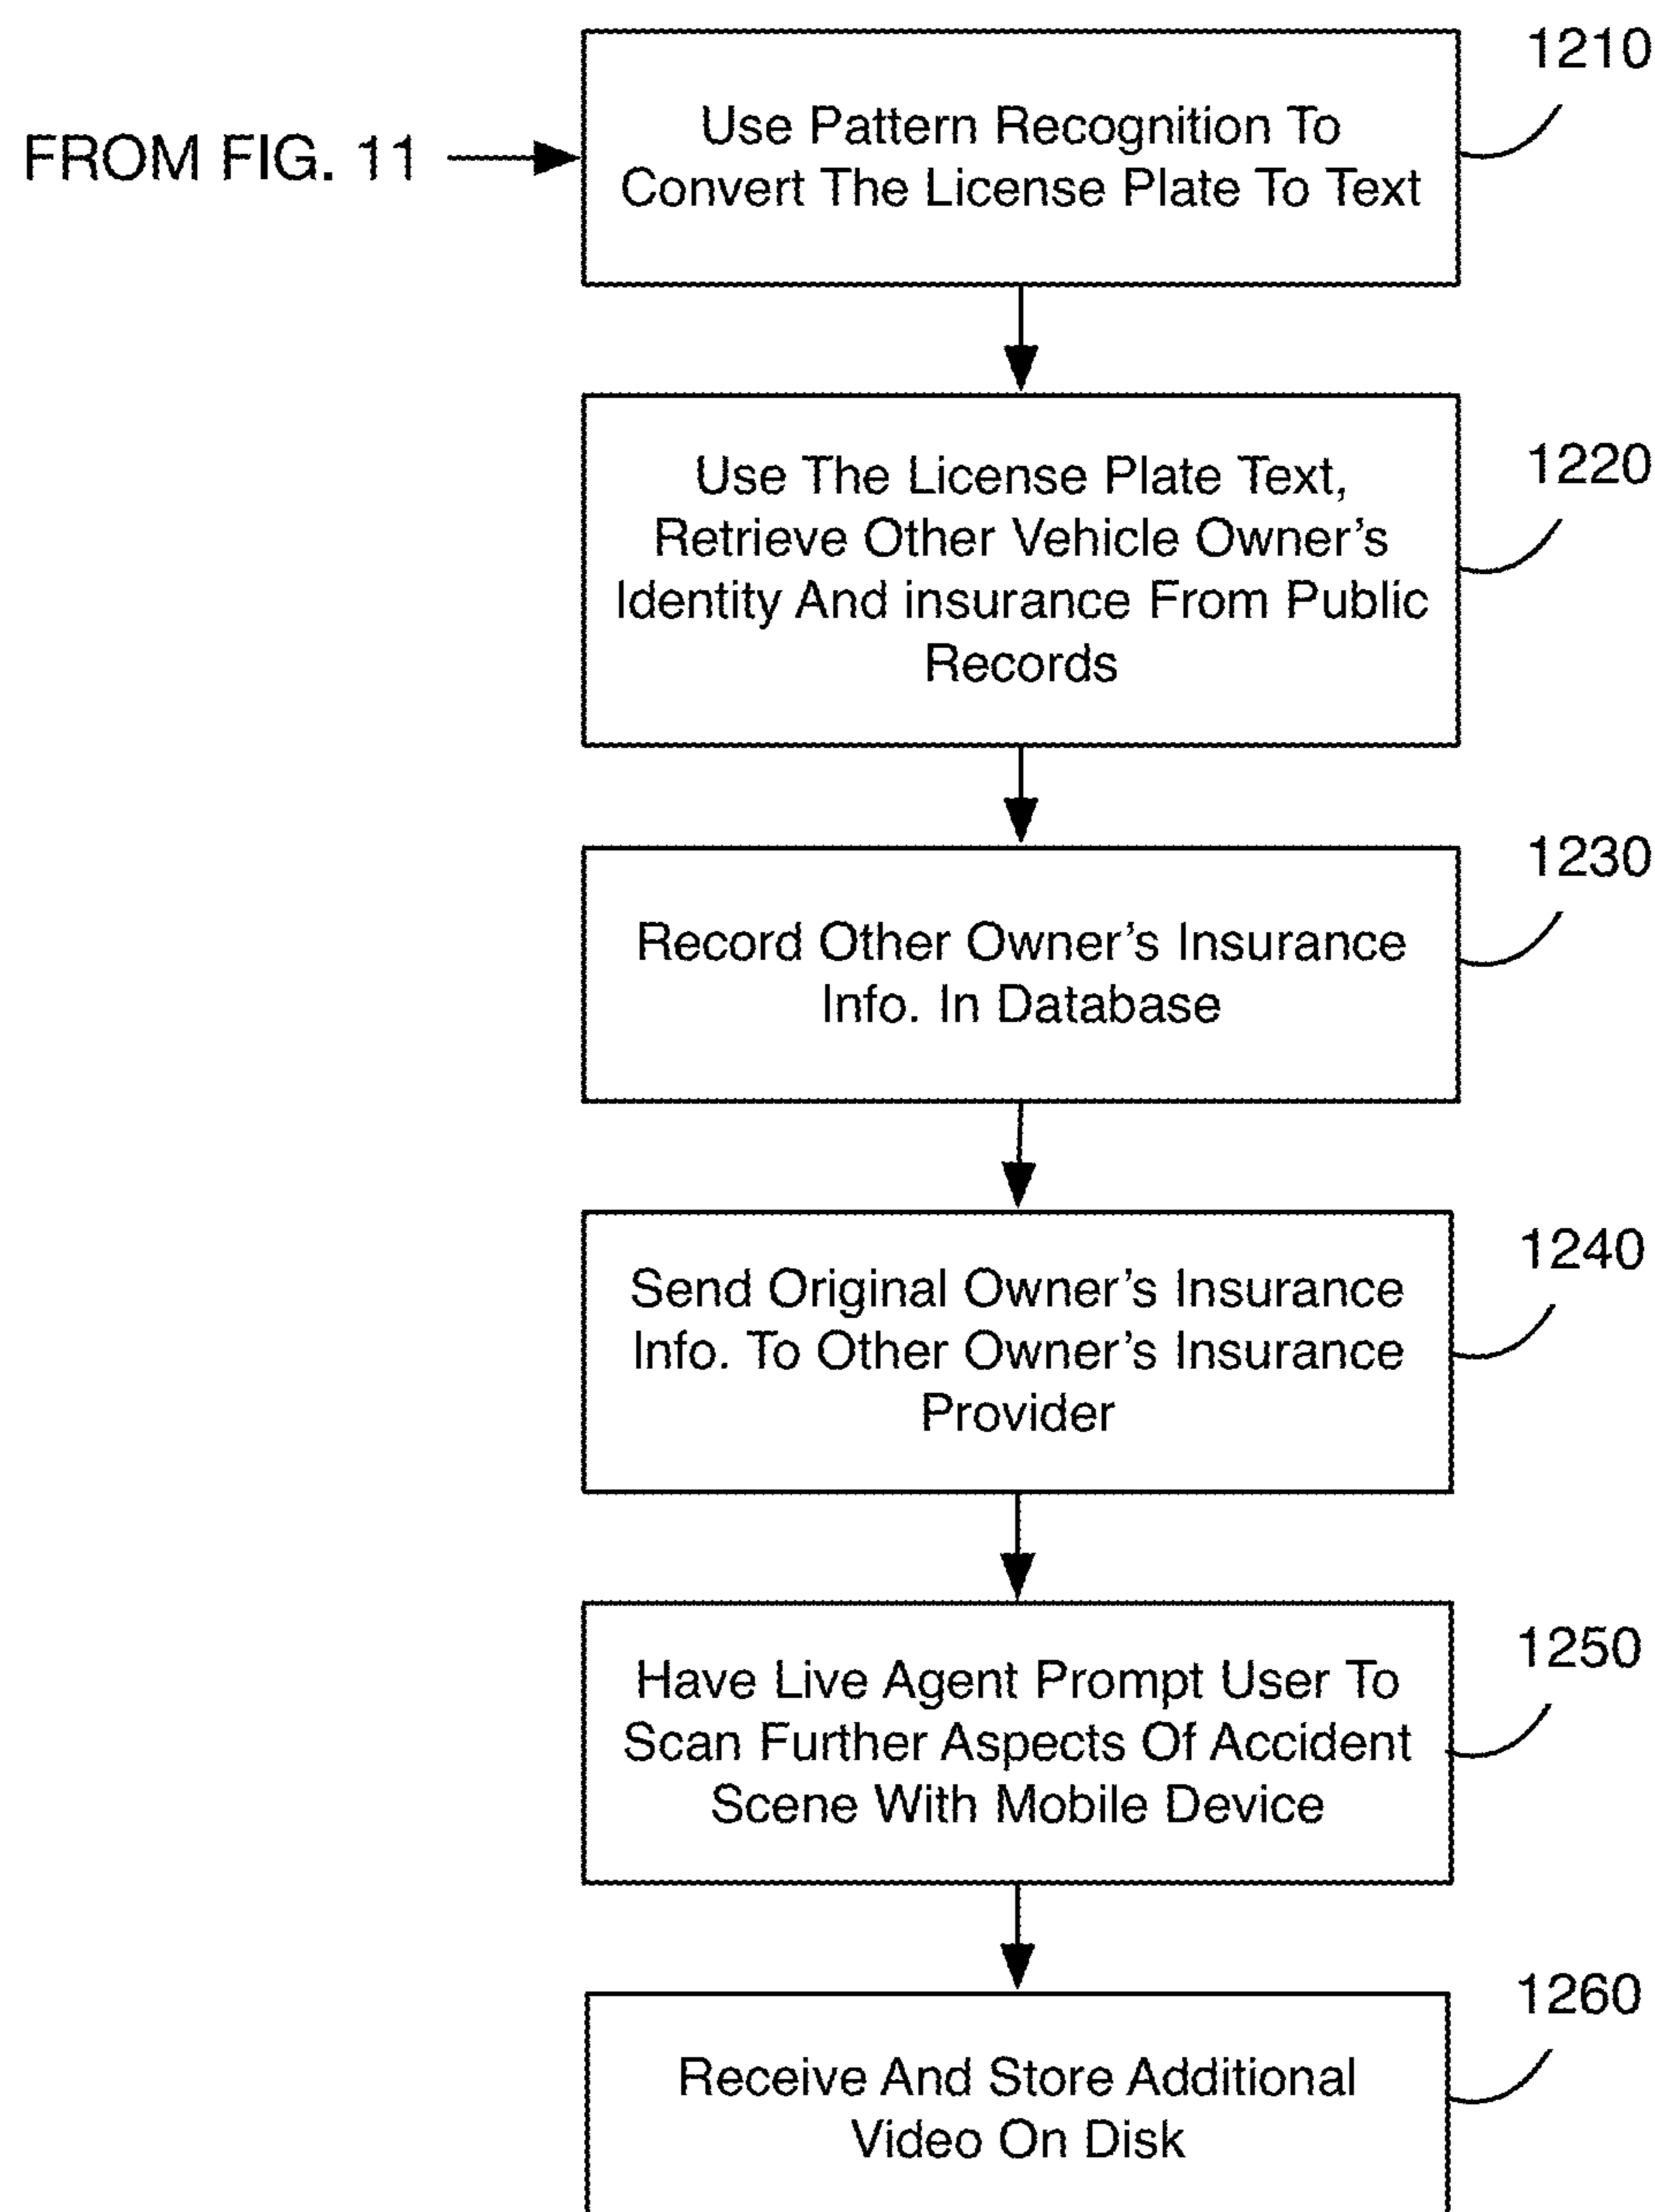 1210
FROM FIG. 11
Use Pattern Recognition To
Convert The License Plate To Text
1220
Use The License Plate Text,
Retrieve Other Vehicle Owner's
Identity And insurance From Public
Records
1230
Record Other Owner's Insurance
Info. In Database
1240
Send Original Owner's Insurance
Info. To Other Owner's Insurance
Provider
1250
Have Live Agent Prompt User To
Scan Further Aspects Of Accident
Scene With Mobile Device
1260
Receive And Store Additional
Video On Disk